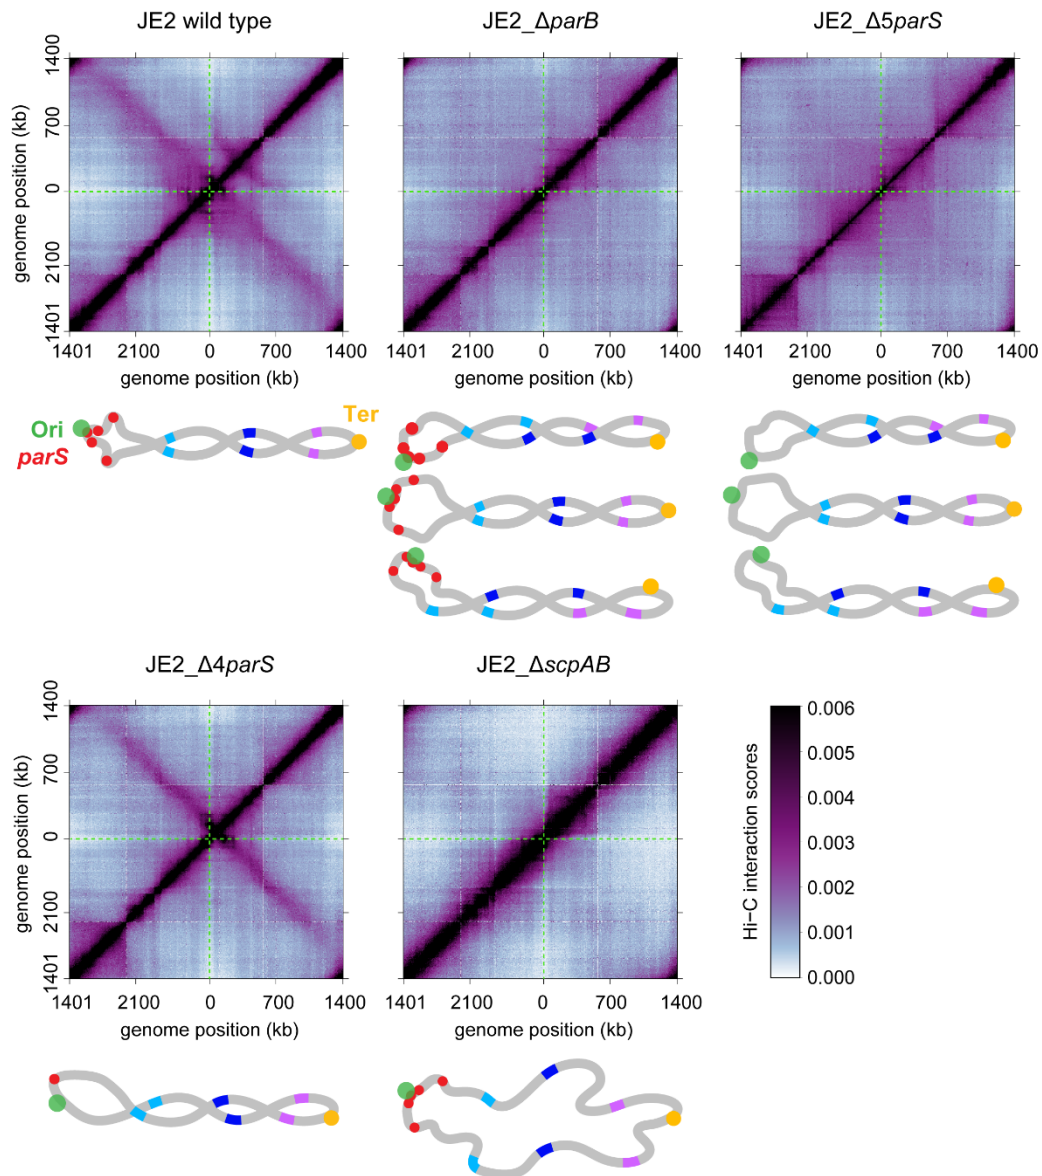 JE2 wild type
JE2_ΔparB
JE2_Δ5parS
genome position (kb)
1400
700
0
2100
1401
1401 2100 0 700 1400
genome position (kb)
1401 2100 0 700 1400
genome position (kb)
1401 2100 0 700 1400
genome position (kb)
Ori
parS
Ter
JE2_Δ4parS
JE2_ΔscpAB
genome position (kb)
1400
700
0
2100
1401
1401 2100 0 700 1400
genome position (kb)
1401 2100 0 700 1400
genome position (kb)
Hi−C interaction scores
0.006
0.005
0.004
0.003
0.002
0.001
0.000